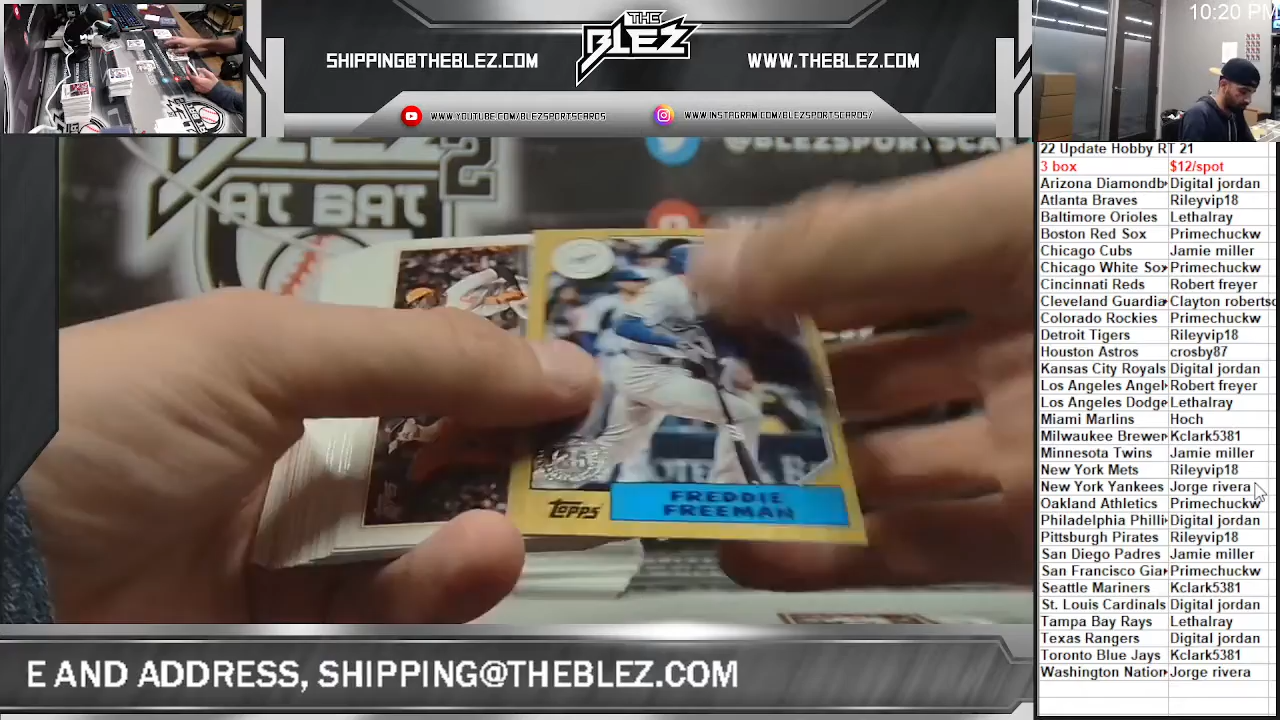 10:20 PM
THE
BLEZ
SHIPPING@THEBLEZ.COM
WWW.THEBLEZ.COM
WWW.YOUTUBE.COM/BLEZSPORTSCARDS
WWW.INSTAGRAM.COM/BLEZSPORTSCARDS/
22 Update Hobby RT 21
3 box $12/spot
Arizona Diamondb Digital jordan
Atlanta Braves Rileyvip18
Baltimore Orioles Lethalray
Boston Red Sox Primechuckw
Chicago Cubs Jamie miller
Chicago White Sox Primechuckw
Cincinnati Reds Robert freyer
Cleveland Guardia Clayton robertso
Colorado Rockies Primechuckw
Detroit Tigers Rileyvip18
Houston Astros crosby87
Kansas City Royals Digital jordan
Los Angeles Angel Robert freyer
Los Angeles Dodge Lethalray
Miami Marlins Hoch
Milwaukee Brewer Kclark5381
Minnesota Twins Jamie miller
New York Mets Rileyvip18
New York Yankees Jorge rivera
Oakland Athletics Primechuckw
Philadelphia Philli Digital jordan
Pittsburgh Pirates Rileyvip18
San Diego Padres Jamie miller
San Francisco Gia Primechuckw
Seattle Mariners Kclark5381
St. Louis Cardinals Digital jordan
Tampa Bay Rays Lethalray
Texas Rangers Digital jordan
Toronto Blue Jays Kclark5381
Washington Nation Jorge rivera
@BLEZSPORTSCA
2
AT BAT
Topps
FREDDIE
FREEMAN
E AND ADDRESS, SHIPPING@THEBLEZ.COM